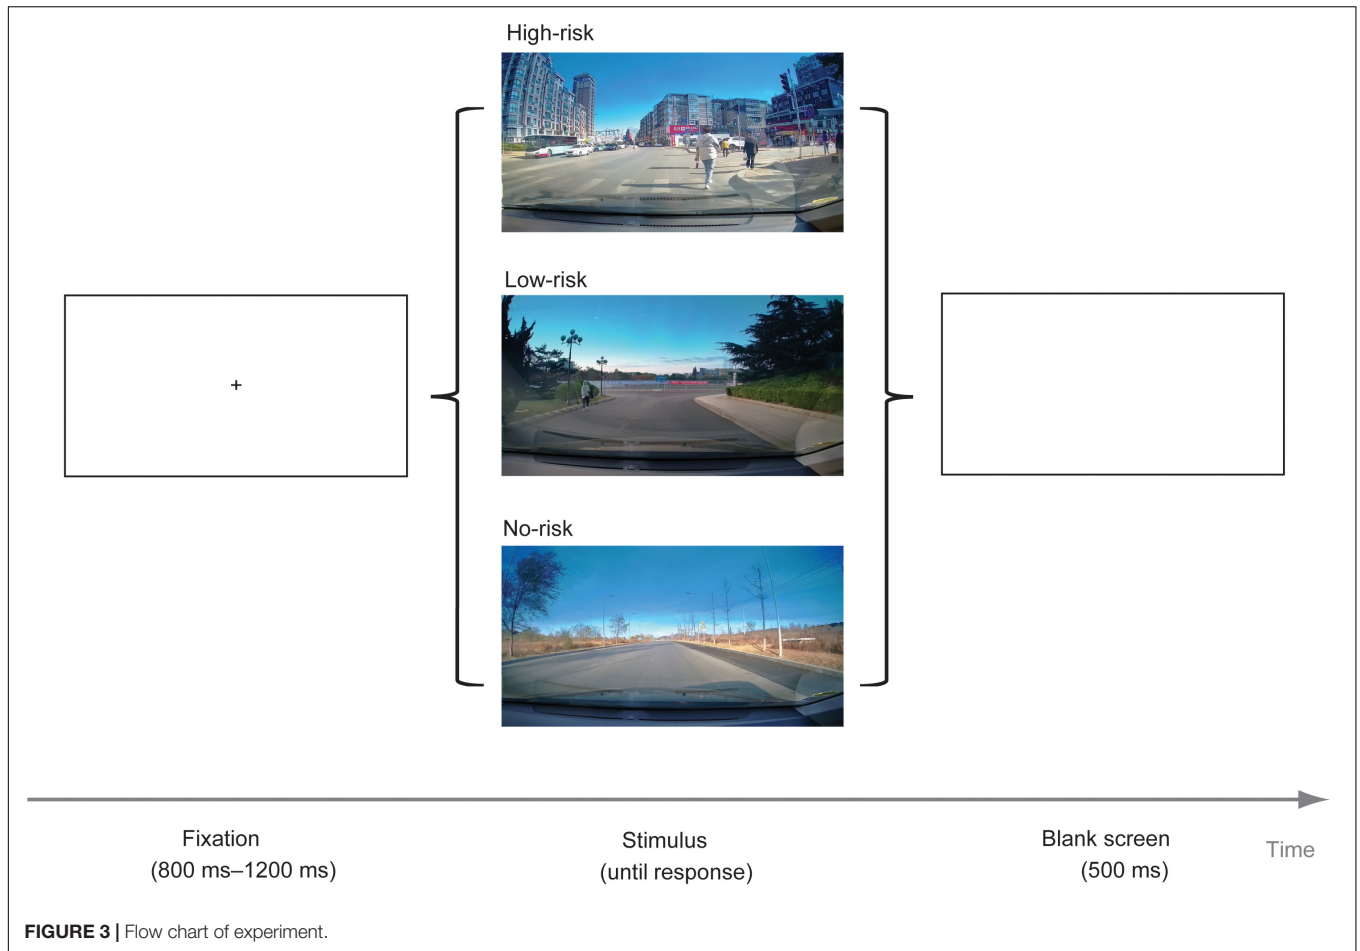 High-risk
Low-risk
+
No-risk
Fixation
(800 ms–1200 ms)
Stimulus
(until response)
Blank screen
(500 ms)
Time
FIGURE 3 | Flow chart of experiment.